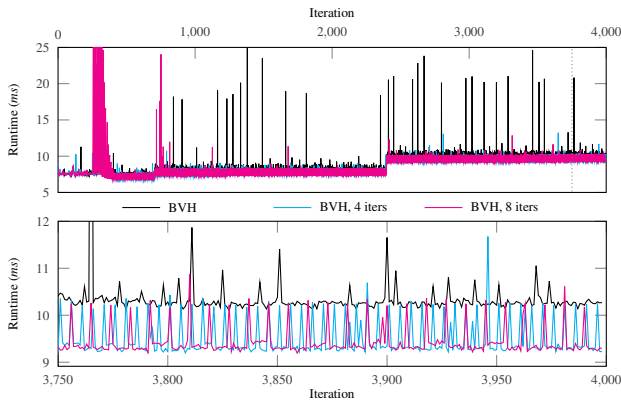 Iteration
0 1,000 2,000 3,000 4,000
25
20
15
10
5
Runtime (ms)
BVH BVH, 4 iters BVH, 8 iters
12
11
10
9
Runtime (ms)
3,750 3,800 3,850 3,900 3,950 4,000
Iteration